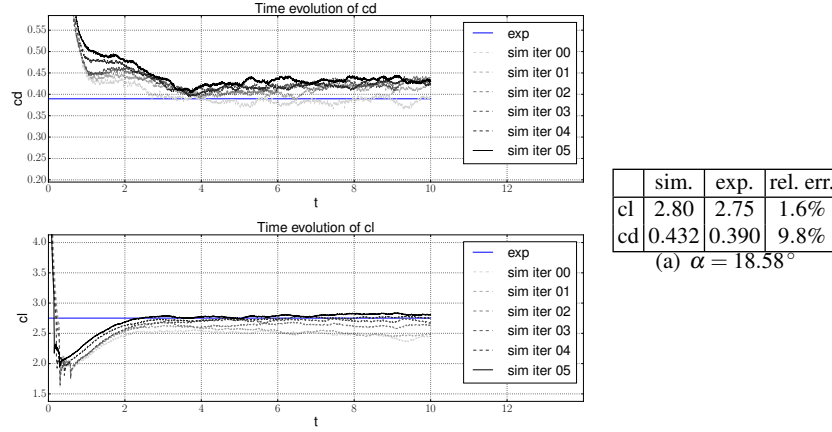 Time evolution of cd
0.55
0.50
0.45
0.40
0.35
0.30
0.25
0.20
cd
0 2 4 6 8 10 12
t
exp
sim iter 00
sim iter 01
sim iter 02
sim iter 03
sim iter 04
sim iter 05
Time evolution of cl
4.0
3.5
3.0
2.5
2.0
1.5
cl
0 2 4 6 8 10 12
t
exp
sim iter 00
sim iter 01
sim iter 02
sim iter 03
sim iter 04
sim iter 05
sim. exp. rel. err.
cl 2.80 2.75 1.6%
cd 0.432 0.390 9.8%
(a) α = 18.58°